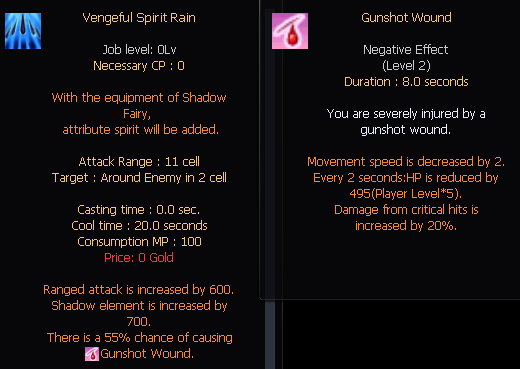 Vengeful Spirit Rain
Job level: 0Lv
Necessary CP : 0
With the equipment of Shadow
Fairy,
attribute spirit will be added.
Attack Range : 11 cell
Target : Around Enemy in 2 cell
Casting time : 0.0 sec.
Cool time : 20.0 seconds
Consumption MP : 100
Price: 0 Gold
Ranged attack is increased by 600.
Shadow element is increased by
700.
There is a 55% chance of causing
Gunshot Wound.
Gunshot Wound
Negative Effect
(Level 2)
Duration : 8.0 seconds
You are severely injured by a
gunshot wound.
Movement speed is decreased by 2.
Every 2 seconds:HP is reduced by
495(Player Level*5).
Damage from critical hits is
increased by 20%.